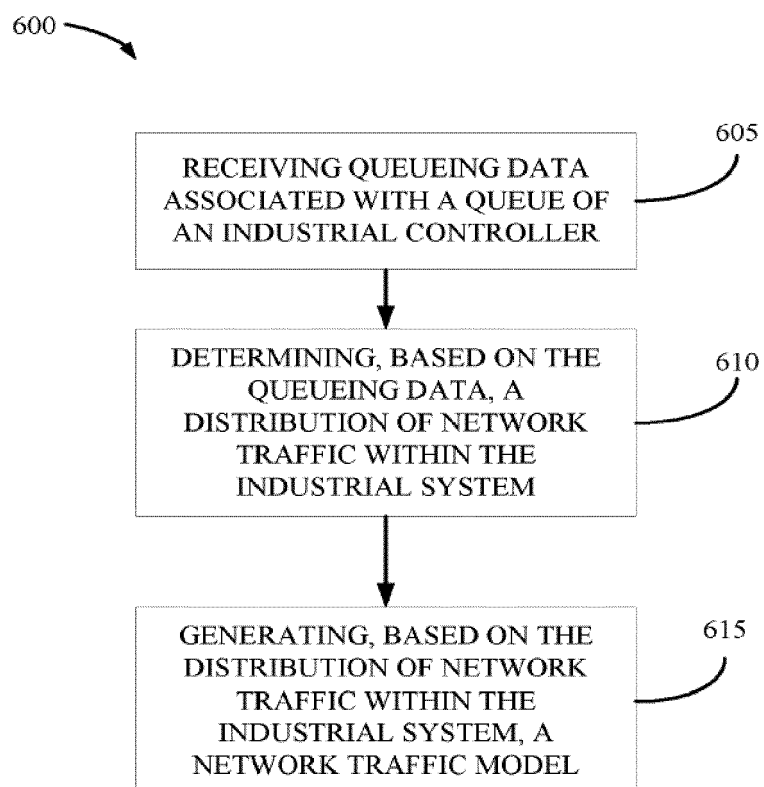 600
605
RECEIVING QUEUEING DATA
ASSOCIATED WITH A QUEUE OF
AN INDUSTRIAL CONTROLLER
610
DETERMINING, BASED ON THE
QUEUEING DATA, A
DISTRIBUTION OF NETWORK
TRAFFIC WITHIN THE
INDUSTRIAL SYSTEM
615
GENERATING, BASED ON THE
DISTRIBUTION OF NETWORK
TRAFFIC WITHIN THE
INDUSTRIAL SYSTEM, A
NETWORK TRAFFIC MODEL